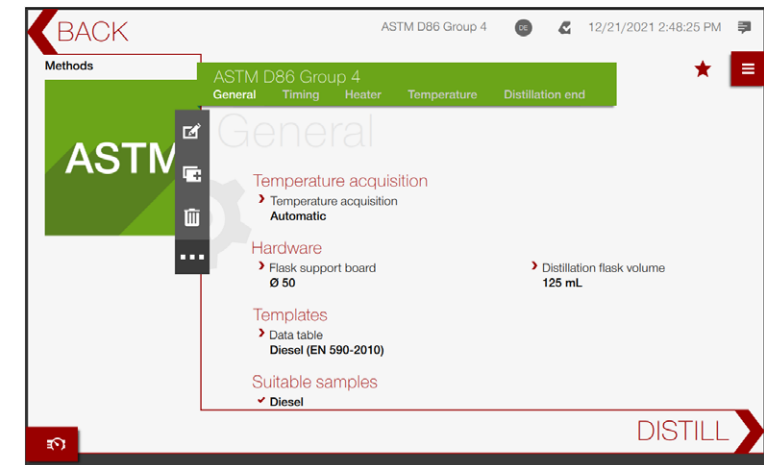 BACK
ASTM D86 Group 4
DE
12/21/2021 2:48:25 PM
Methods
ASTM
ASTM D86 Group 4
General Timing Heater Temperature Distillation end
General
Temperature acquisition
Temperature acquisition
Automatic
Hardware
Flask support board
Ø 50
Distillation flask volume
125 mL
Templates
Data table
Diesel (EN 590-2010)
Suitable samples
Diesel
DISTILL